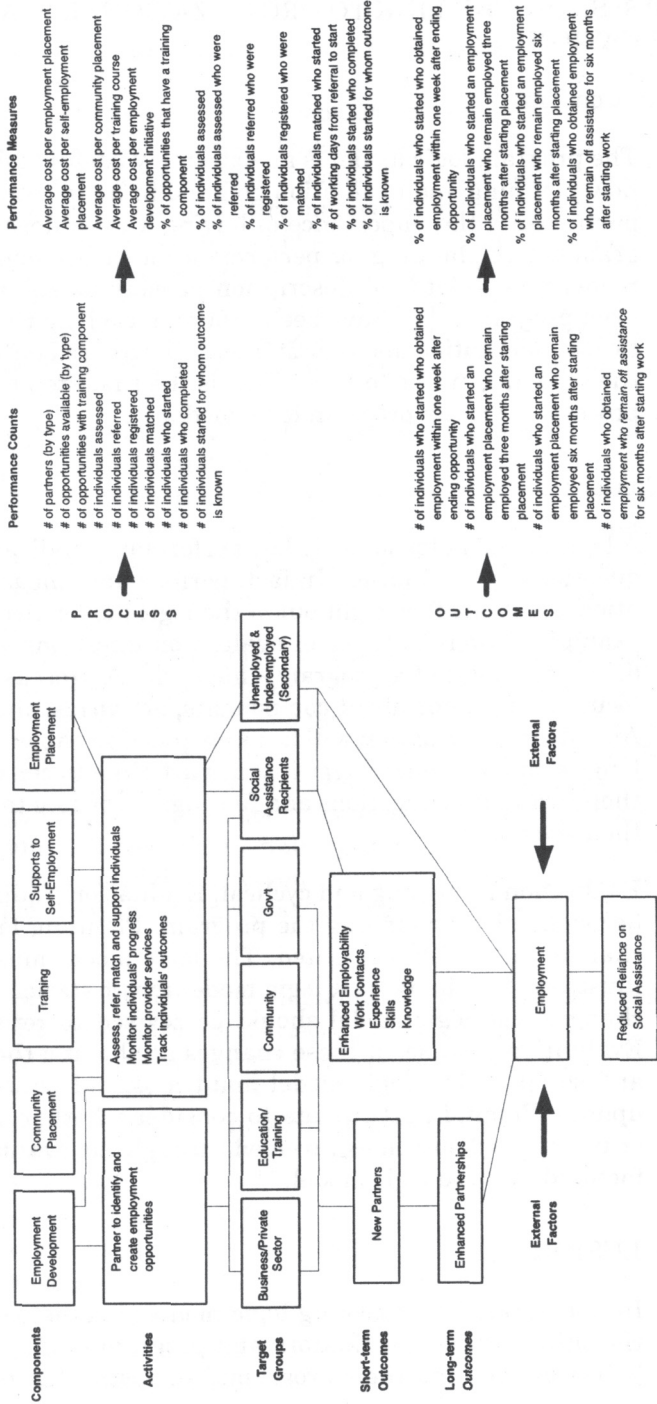 Components
Employment
Development
Community
Placement
Training
Supports to
Self-Employment
Employment
Placement
Activities
Partner to identify and
create employment
opportunities
Assess, refer, match and support individuals
Monitor individuals' progress
Monitor provider services
Track individuals' outcomes
Target
Groups
Business/Private
Sector
Education/
Training
Community
Gov't
Social
Assistance
Recipients
Unemployed &
Underemployed
(Secondary)
Short-term
Outcomes
New Partners
Enhanced Employability
Work Contacts
Experience
Skills
Knowledge
Long-term
Outcomes
Enhanced Partnerships
External
Factors
Employment
External
Factors
Reduced Reliance on
Social Assistance
P
R
O
C
E
S
S
O
U
T
C
O
M
E
S
Performance Counts
# of partners (by type)
# of opportunities available (by type)
# of opportunities with training component
# of individuals assessed
# of individuals referred
# of individuals registered
# of individuals matched
# of individuals who started
# of individuals who completed
# of individuals started for whom outcome
is known
# of individuals who started who obtained
employment within one week after
ending opportunity
# of individuals who started an
employment placement who remain
employed three months after starting
placement
# of individuals who started an
employment placement who remain
employed six months after starting
placement
# of individuals who obtained
employment who remain off assistance
for six months after starting work
Performance Measures
Average cost per employment placement
Average cost per self-employment
placement
Average cost per community placement
Average cost per training course
Average cost per employment
development initiative
% of opportunities that have a training
component
% of individuals assessed
% of individuals assessed who were
referred
% of individuals referred who were
registered
% of individuals registered who were
matched
% of individuals matched who started
# of working days from referral to start
% of individuals started who completed
% of individuals started for whom outcome
is known
% of individuals who started who obtained
employment within one week after ending
opportunity
% of individuals who started an employment
placement who remain employed three
months after starting placement
% of individuals who started an employment
placement who remain employed six
months after starting placement
% of individuals who obtained employment
who remain off assistance for six months
after starting work